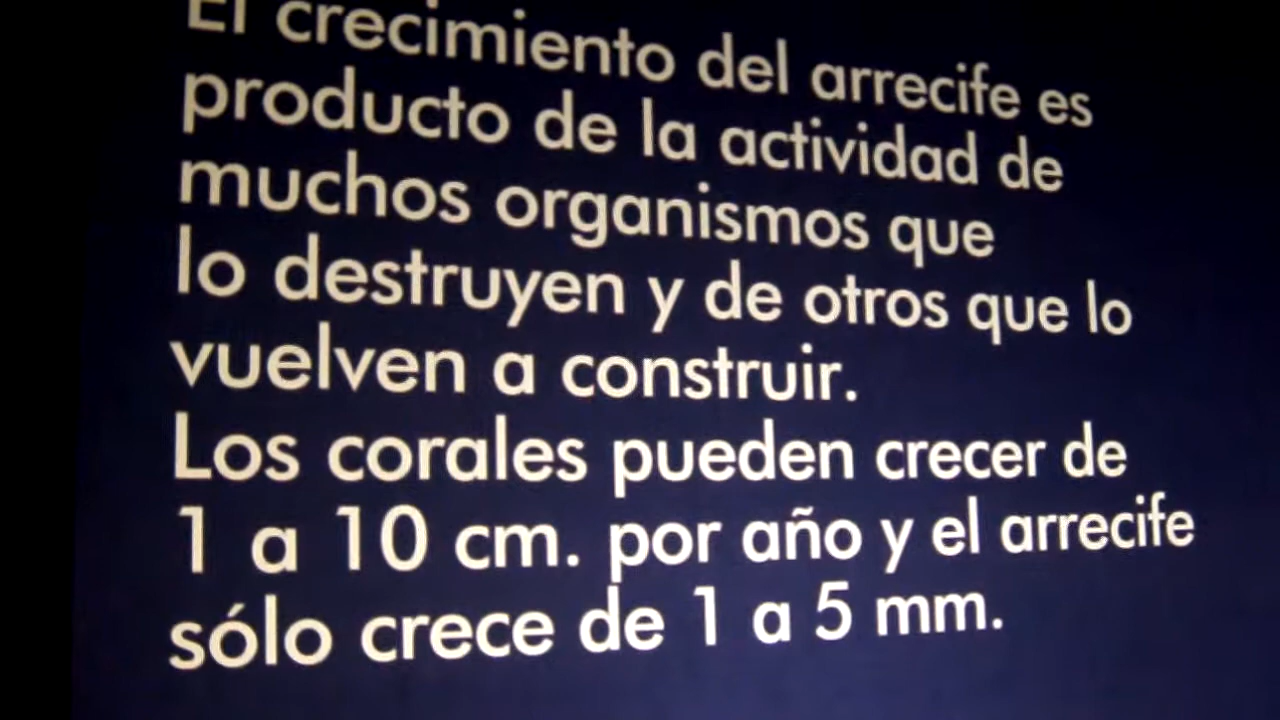 El crecimiento del arrecife es
producto de la actividad de
muchos organismos que
lo destruyen y de otros que lo
vuelven a construir.
Los corales pueden crecer de
1 a 10 cm. por año y el arrecife
sólo crece de 1 a 5 mm.